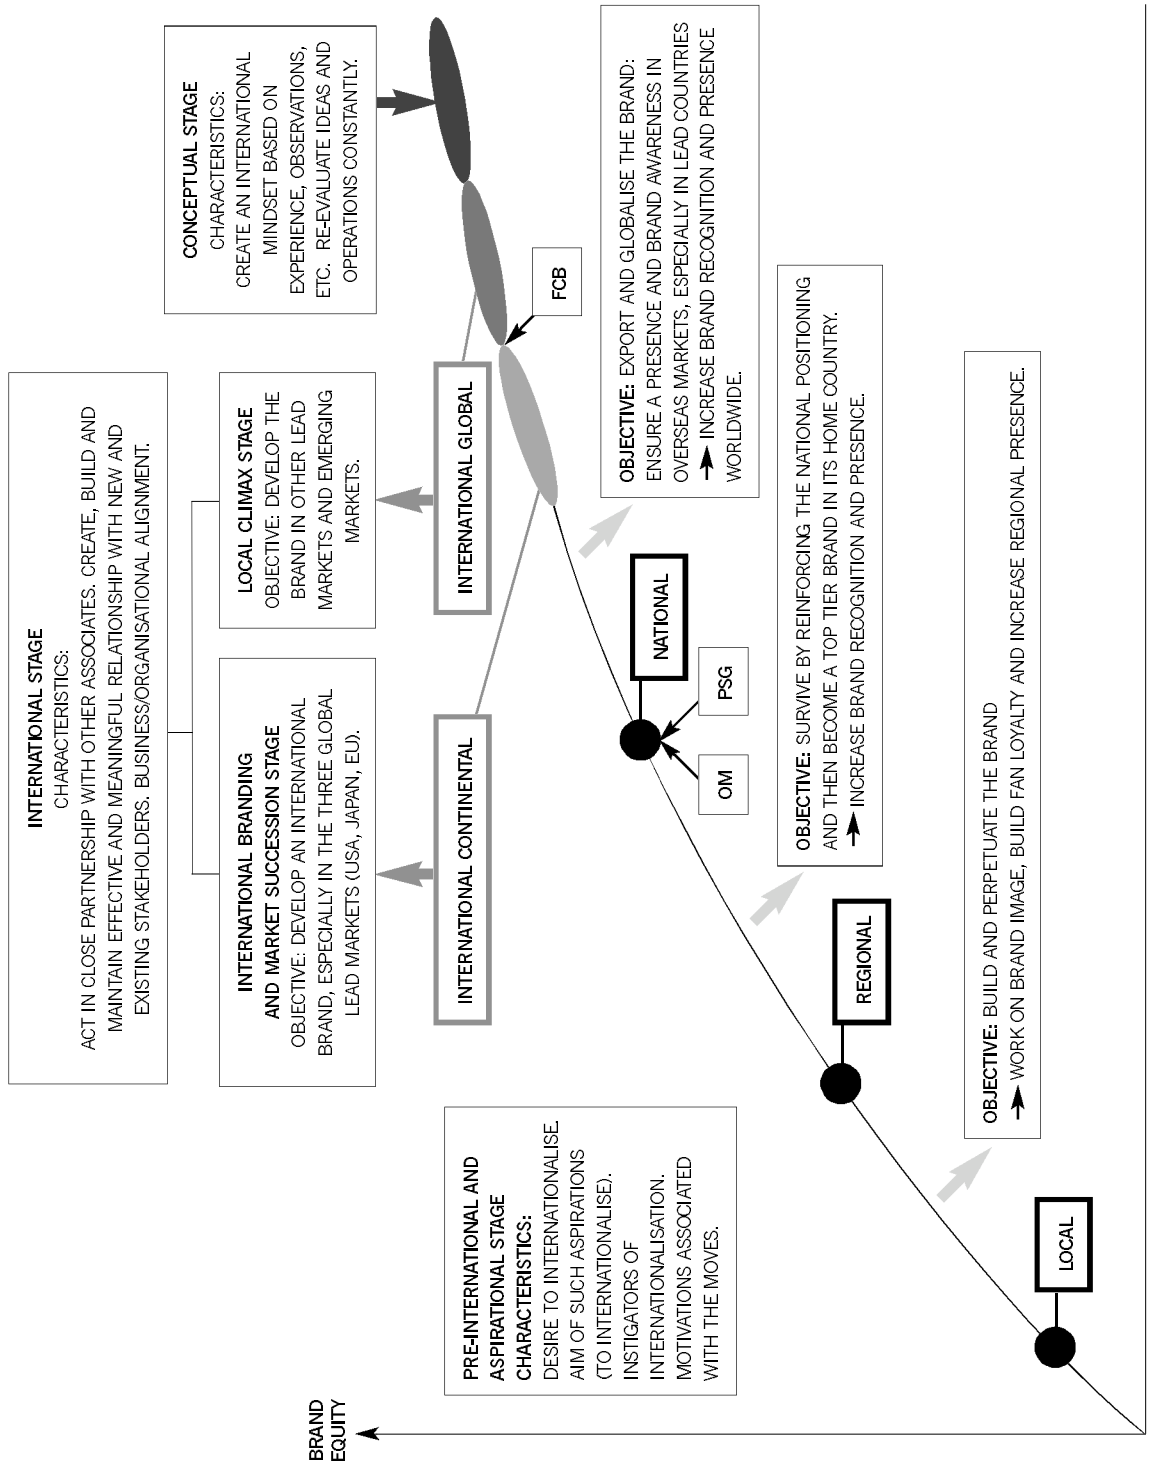 INTERNATIONAL STAGE
CHARACTERISTICS:
ACT IN CLOSE PARTNERSHIP WITH OTHER ASSOCIATES. CREATE, BUILD AND
MAINTAIN EFFECTIVE AND MEANINGFUL RELATIONSHIP WITH NEW AND
EXISTING STAKEHOLDERS. BUSINESS/ORGANISATIONAL ALIGNMENT.
CONCEPTUAL STAGE
CHARACTERISTICS:
CREATE AN INTERNATIONAL
MINDSET BASED ON
EXPERIENCE, OBSERVATIONS,
ETC. RE-EVALUATE IDEAS AND
OPERATIONS CONSTANTLY.
INTERNATIONAL BRANDING
AND MARKET SUCCESSION STAGE
OBJECTIVE: DEVELOP AN INTERNATIONAL
BRAND, ESPECIALLY IN THE THREE GLOBAL
LEAD MARKETS (USA, JAPAN, EU).
LOCAL CLIMAX STAGE
OBJECTIVE: DEVELOP THE
BRAND IN OTHER LEAD
MARKETS AND EMERGING
MARKETS.
BRAND
EQUITY
PRE-INTERNATIONAL AND
ASPIRATIONAL STAGE
CHARACTERISTICS:
DESIRE TO INTERNATIONALISE.
AIM OF SUCH ASPIRATIONS
(TO INTERNATIONALISE).
INSTIGATORS OF
INTERNATIONALISATION.
MOTIVATIONS ASSOCIATED
WITH THE MOVES.
INTERNATIONAL CONTINENTAL
INTERNATIONAL GLOBAL
FCB
NATIONAL
OM
PSG
OBJECTIVE: EXPORT AND GLOBALISE THE BRAND:
ENSURE A PRESENCE AND BRAND AWARENESS IN
OVERSEAS MARKETS, ESPECIALLY IN LEAD COUNTRIES
→ INCREASE BRAND RECOGNITION AND PRESENCE
WORLDWIDE.
REGIONAL
OBJECTIVE: SURVIVE BY REINFORCING THE NATIONAL POSITIONING
AND THEN BECOME A TOP TIER BRAND IN ITS HOME COUNTRY.
→ INCREASE BRAND RECOGNITION AND PRESENCE.
LOCAL
OBJECTIVE: BUILD AND PERPETUATE THE BRAND
→ WORK ON BRAND IMAGE, BUILD FAN LOYALTY AND INCREASE REGIONAL PRESENCE.